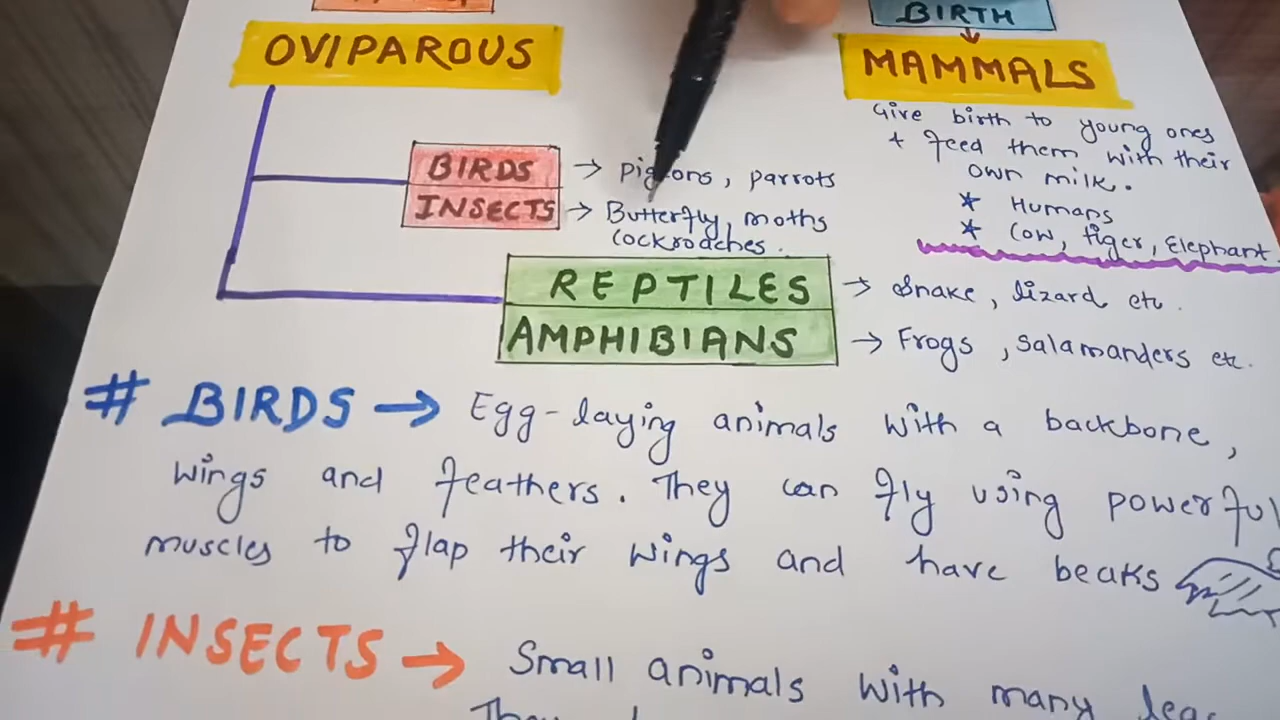 BIRTH
OVIPAROUS
MAMMALS
Give birth to young ones
+ feed them with their
own milk.
* Humans
* Cow, tiger, Elephant.
BIRDS → pigeons, parrots
INSECTS → Butterfly, moths
cockroaches.
REPTILES → Snake, lizard etc.
AMPHIBIANS → Frogs, salamanders etc.
# BIRDS → Egg-laying animals with a backbone,
wings and feathers. They can fly using powerful
muscles to flap their wings and have beaks
# INSECTS → Small animals with many legs